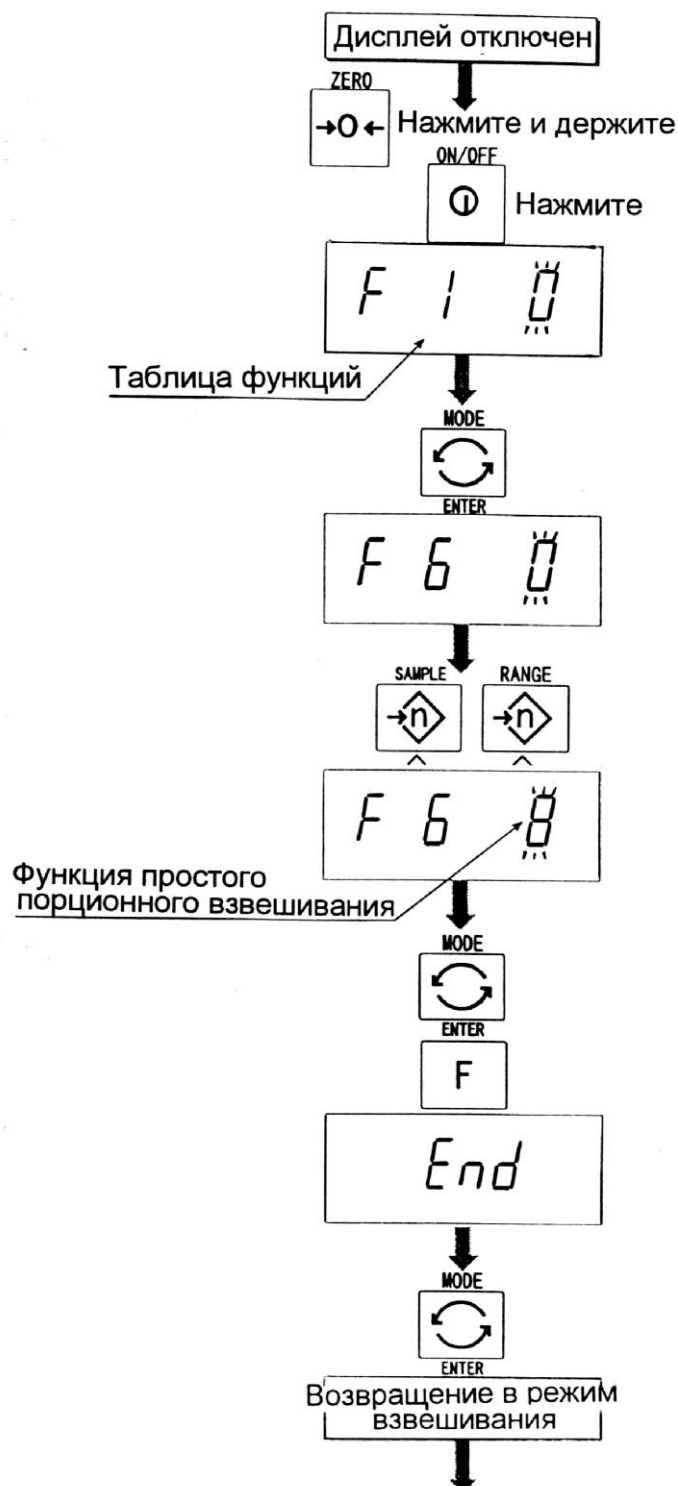 Дисплей отключен
ZERO
→0← Нажмите и держите
ON/OFF
Нажмите
F 1 0
Таблица функций
MODE
ENTER
F 6 0
SAMPLE RANGE
→n →n
F 6 8
Функция простого
порционного взвешивания
MODE
ENTER
F
End
MODE
ENTER
Возвращение в режим
взвешивания